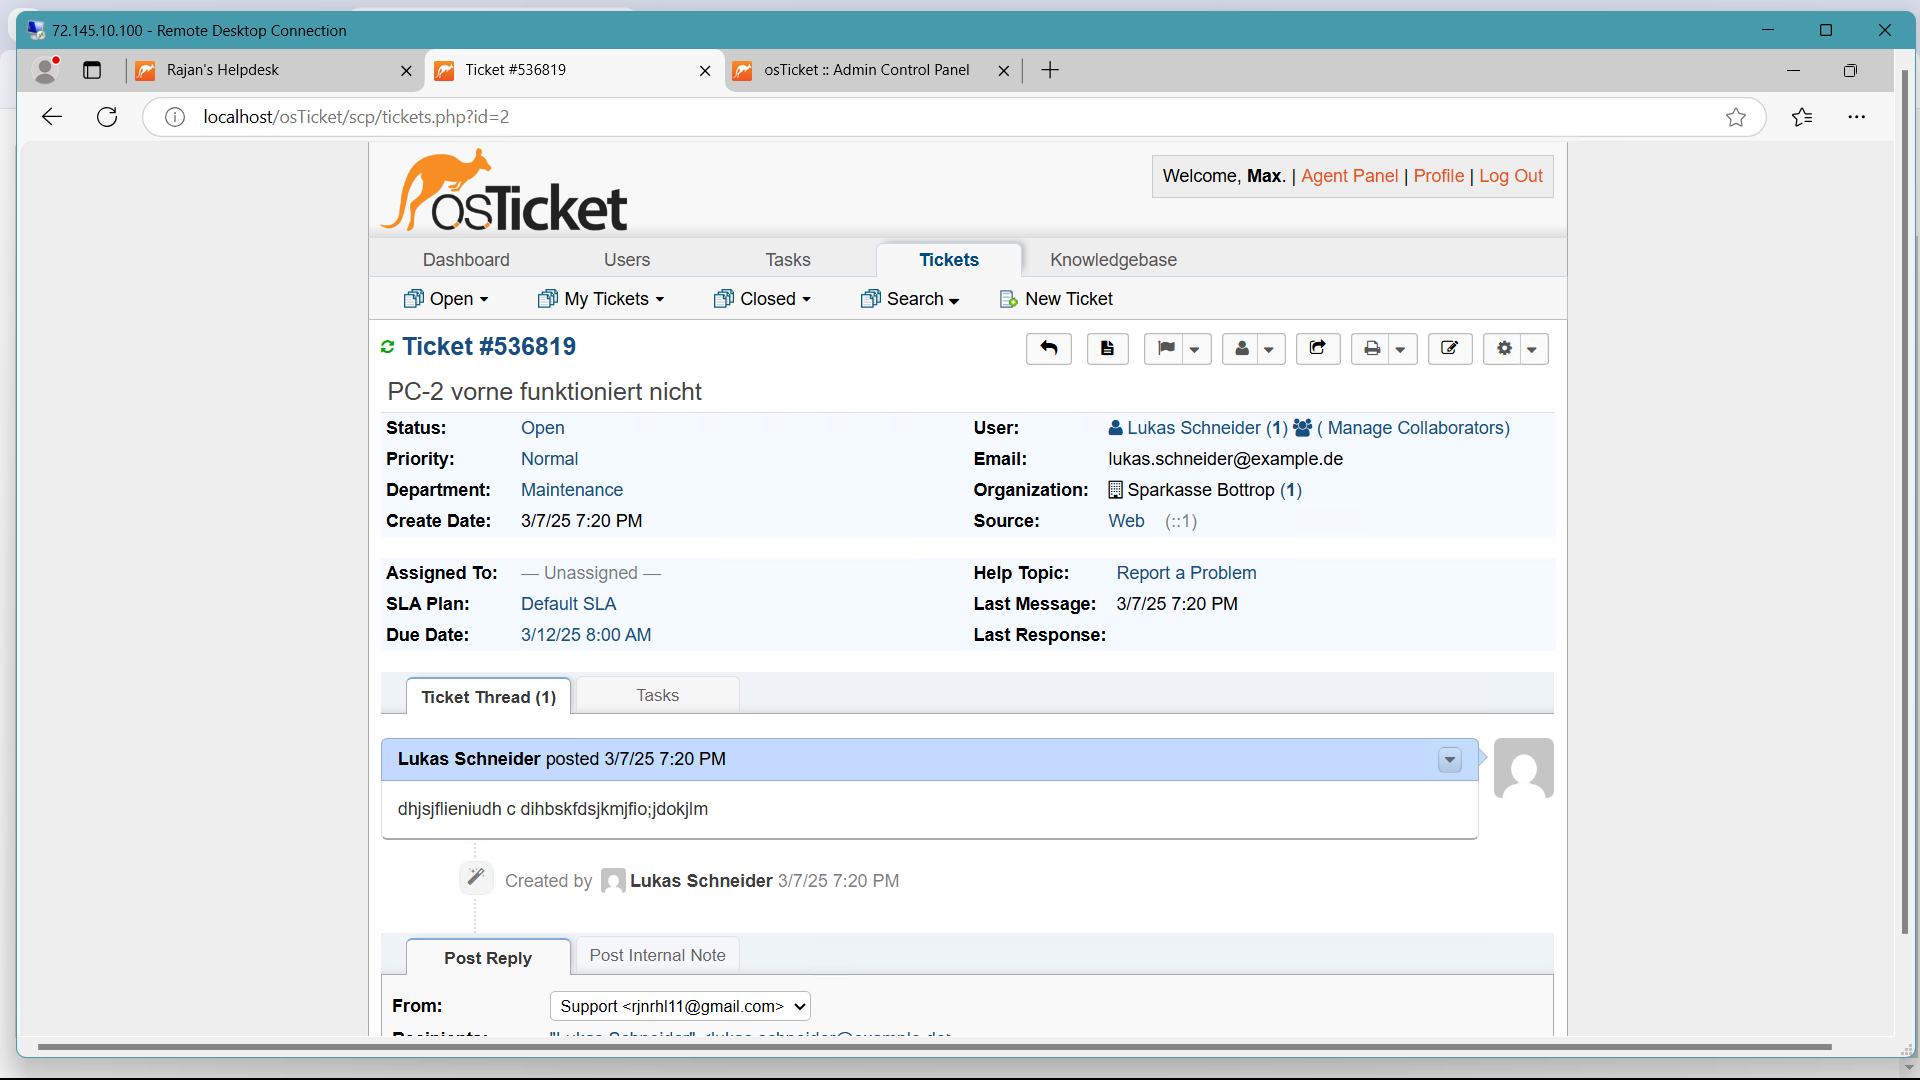 72.145.10.100 - Remote Desktop Connection
Rajan's Helpdesk
Ticket #536819
osTicket :: Admin Control Panel
localhost/osTicket/scp/tickets.php?id=2
osTicket
Welcome, Max. | Agent Panel | Profile | Log Out
Dashboard
Users
Tasks
Tickets
Knowledgebase
Open
My Tickets
Closed
Search
New Ticket
Ticket #536819
PC-2 vorne funktioniert nicht
Status: Open
User: Lukas Schneider (1) ( Manage Collaborators)
Priority: Normal
Email: lukas.schneider@example.de
Department: Maintenance
Organization: Sparkasse Bottrop (1)
Create Date: 3/7/25 7:20 PM
Source: Web (::1)
Assigned To: — Unassigned —
Help Topic: Report a Problem
SLA Plan: Default SLA
Last Message: 3/7/25 7:20 PM
Due Date: 3/12/25 8:00 AM
Last Response:
Ticket Thread (1)
Tasks
Lukas Schneider posted 3/7/25 7:20 PM
dhjsjflieniudh c dihbskfdsjkmjfio;jdokjlm
Created by Lukas Schneider 3/7/25 7:20 PM
Post Reply
Post Internal Note
From: Support <rjnrhl11@gmail.com>
Recipients: "Lukas Schneider" <lukas.schneider@example.de>